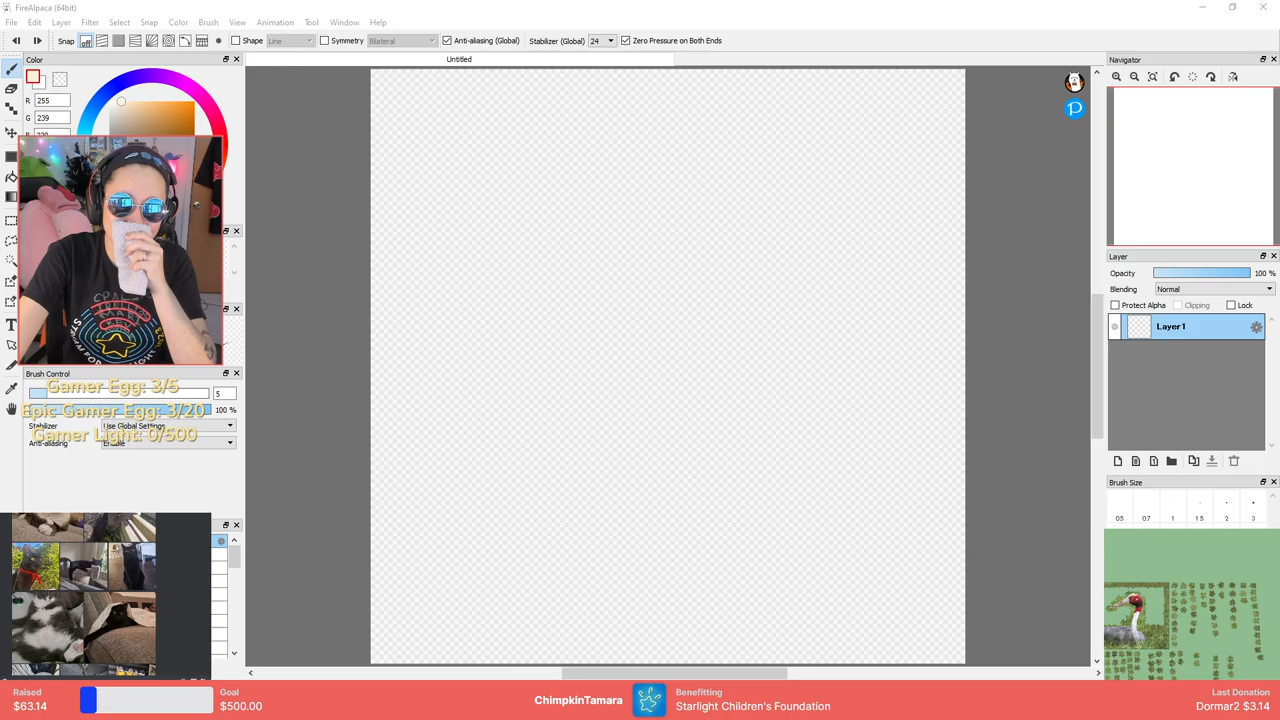 FireAlpaca (64bit)
File Edit Layer Filter Select Snap Color Brush View Animation Tool Window Help
Snap off Shape Line Symmetry Bilateral Anti-aliasing (Global) Stabilizer (Global) 24 Zero Pressure on Both Ends
Color
Untitled
Navigator
R 255
G 239
Layer
Opacity 100 %
Blending Normal
Protect Alpha Clipping Lock
Layer1
Brush Control
5
Gamer Egg: 3/5
100 %
Epic Gamer Egg: 3/20
Stabilizer Use Global Settings
Gamer Light: 0/500
Anti-aliasing Enable
Brush Size
0.5 0.7 1 1.5 2 3
Raised
$63.14
Goal
$500.00
ChimpkinTamara
Benefitting
Starlight Children's Foundation
Last Donation
Dormar2 $3.14